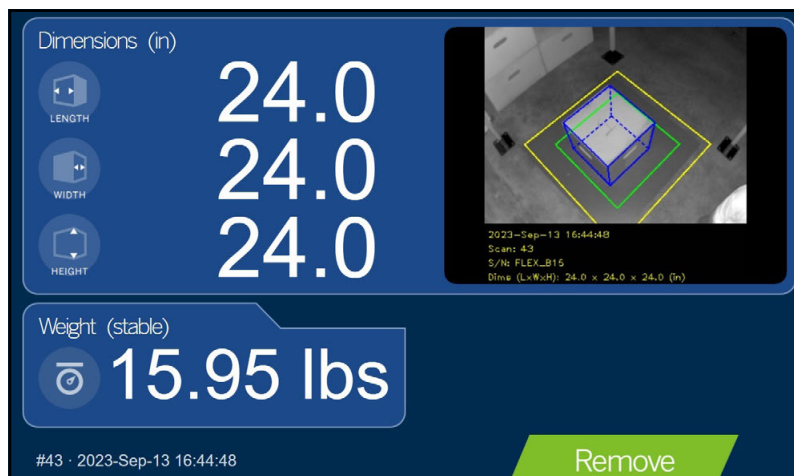 Dimensions (in)
LENGTH
24.0
WIDTH
24.0
HEIGHT
24.0
2023-Sep-13 16:44:48
Scan: 43
S/N: FLEX_B15
Dims (LxWxH): 24.0 x 24.0 x 24.0 (in)
Weight (stable)
15.95 lbs
#43 · 2023-Sep-13 16:44:48
Remove